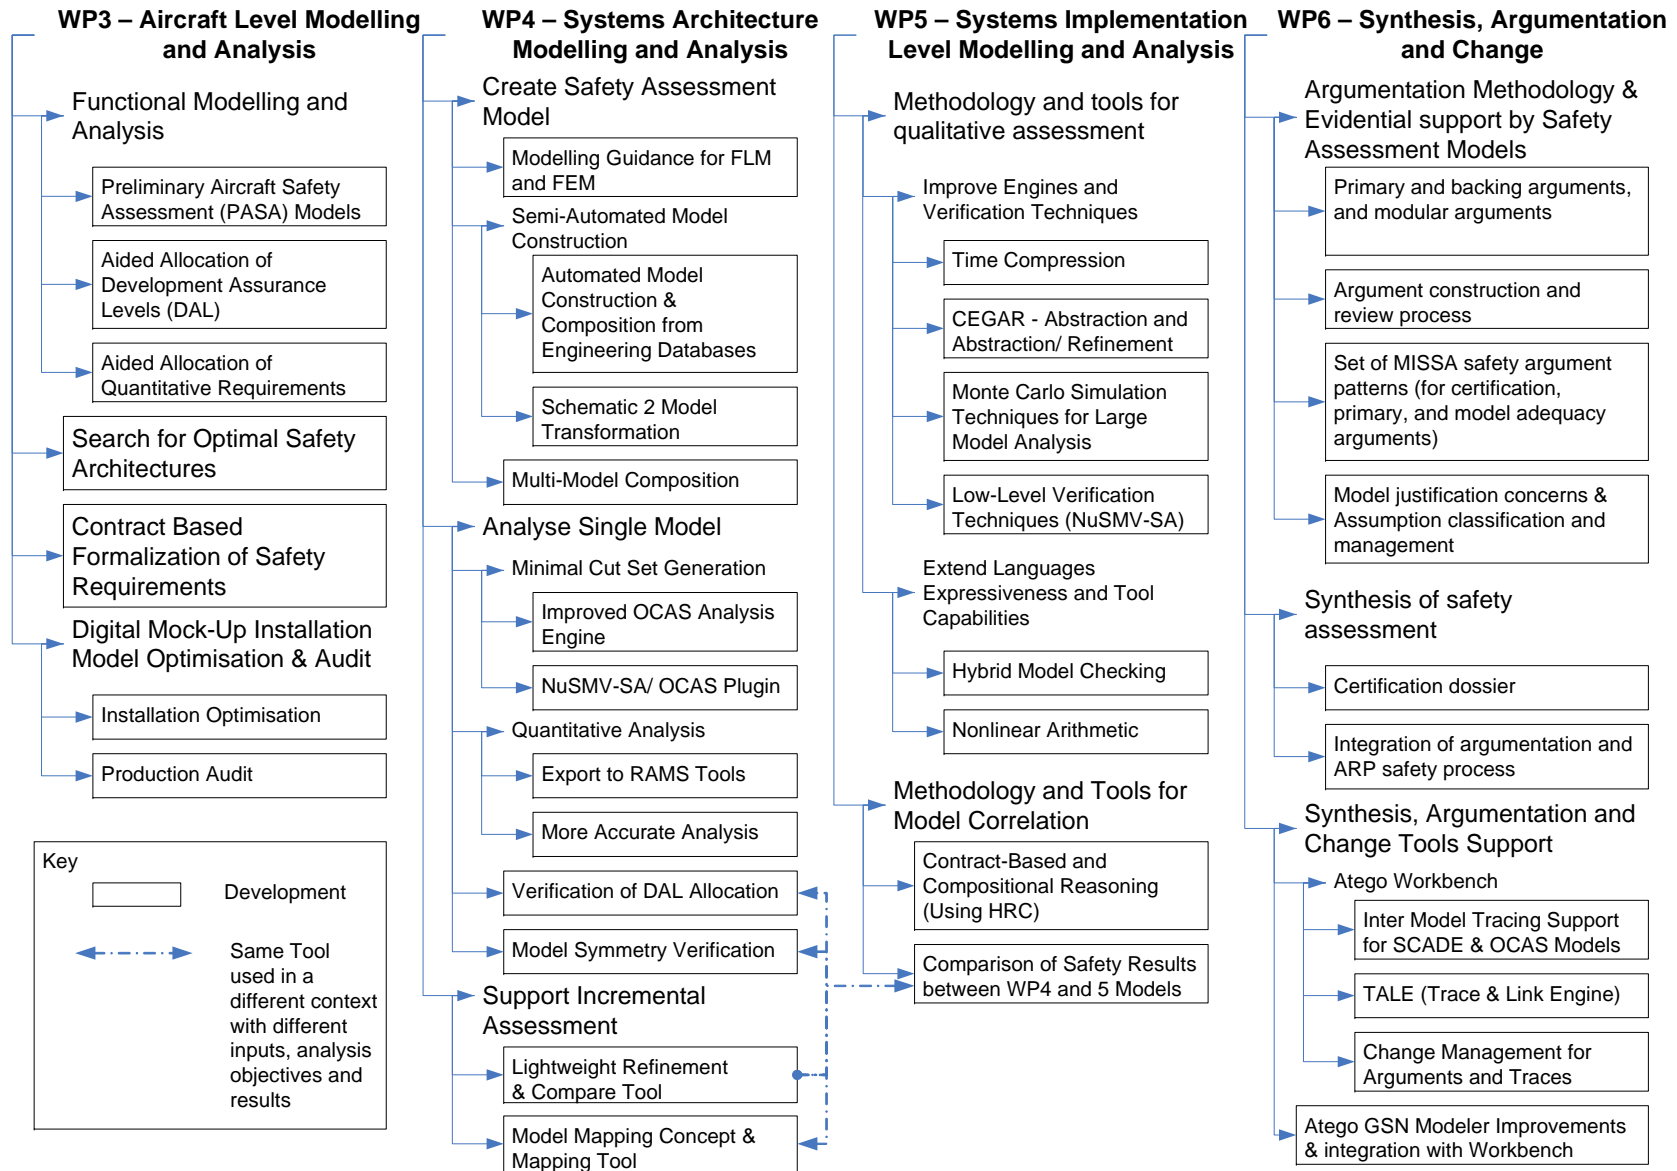 WP3 – Aircraft Level Modelling
and Analysis
Functional Modelling and
Analysis
Preliminary Aircraft Safety
Assessment (PASA) Models
Aided Allocation of
Development Assurance
Levels (DAL)
Aided Allocation of
Quantitative Requirements
Search for Optimal Safety
Architectures
Contract Based
Formalization of Safety
Requirements
Digital Mock-Up Installation
Model Optimisation & Audit
Installation Optimisation
Production Audit
Key
Development
Same Tool
used in a
different context
with different
inputs, analysis
objectives and
results
WP4 – Systems Architecture
Modelling and Analysis
Create Safety Assessment
Model
Modelling Guidance for FLM
and FEM
Semi-Automated Model
Construction
Automated Model
Construction &
Composition from
Engineering Databases
Schematic 2 Model
Transformation
Multi-Model Composition
Analyse Single Model
Minimal Cut Set Generation
Improved OCAS Analysis
Engine
NuSMV-SA/ OCAS Plugin
Quantitative Analysis
Export to RAMS Tools
More Accurate Analysis
Verification of DAL Allocation
Model Symmetry Verification
Support Incremental
Assessment
Lightweight Refinement
& Compare Tool
Model Mapping Concept &
Mapping Tool
WP5 – Systems Implementation
Level Modelling and Analysis
Methodology and tools for
qualitative assessment
Improve Engines and
Verification Techniques
Time Compression
CEGAR - Abstraction and
Abstraction/ Refinement
Monte Carlo Simulation
Techniques for Large
Model Analysis
Low-Level Verification
Techniques (NuSMV-SA)
Extend Languages
Expressiveness and Tool
Capabilities
Hybrid Model Checking
Nonlinear Arithmetic
Methodology and Tools for
Model Correlation
Contract-Based and
Compositional Reasoning
(Using HRC)
Comparison of Safety Results
between WP4 and 5 Models
WP6 – Synthesis, Argumentation
and Change
Argumentation Methodology &
Evidential support by Safety
Assessment Models
Primary and backing arguments,
and modular arguments
Argument construction and
review process
Set of MISSA safety argument
patterns (for certification,
primary, and model adequacy
arguments)
Model justification concerns &
Assumption classification and
management
Synthesis of safety
assessment
Certification dossier
Integration of argumentation and
ARP safety process
Synthesis, Argumentation and
Change Tools Support
Atego Workbench
Inter Model Tracing Support
for SCADE & OCAS Models
TALE (Trace & Link Engine)
Change Management for
Arguments and Traces
Atego GSN Modeler Improvements
& integration with Workbench